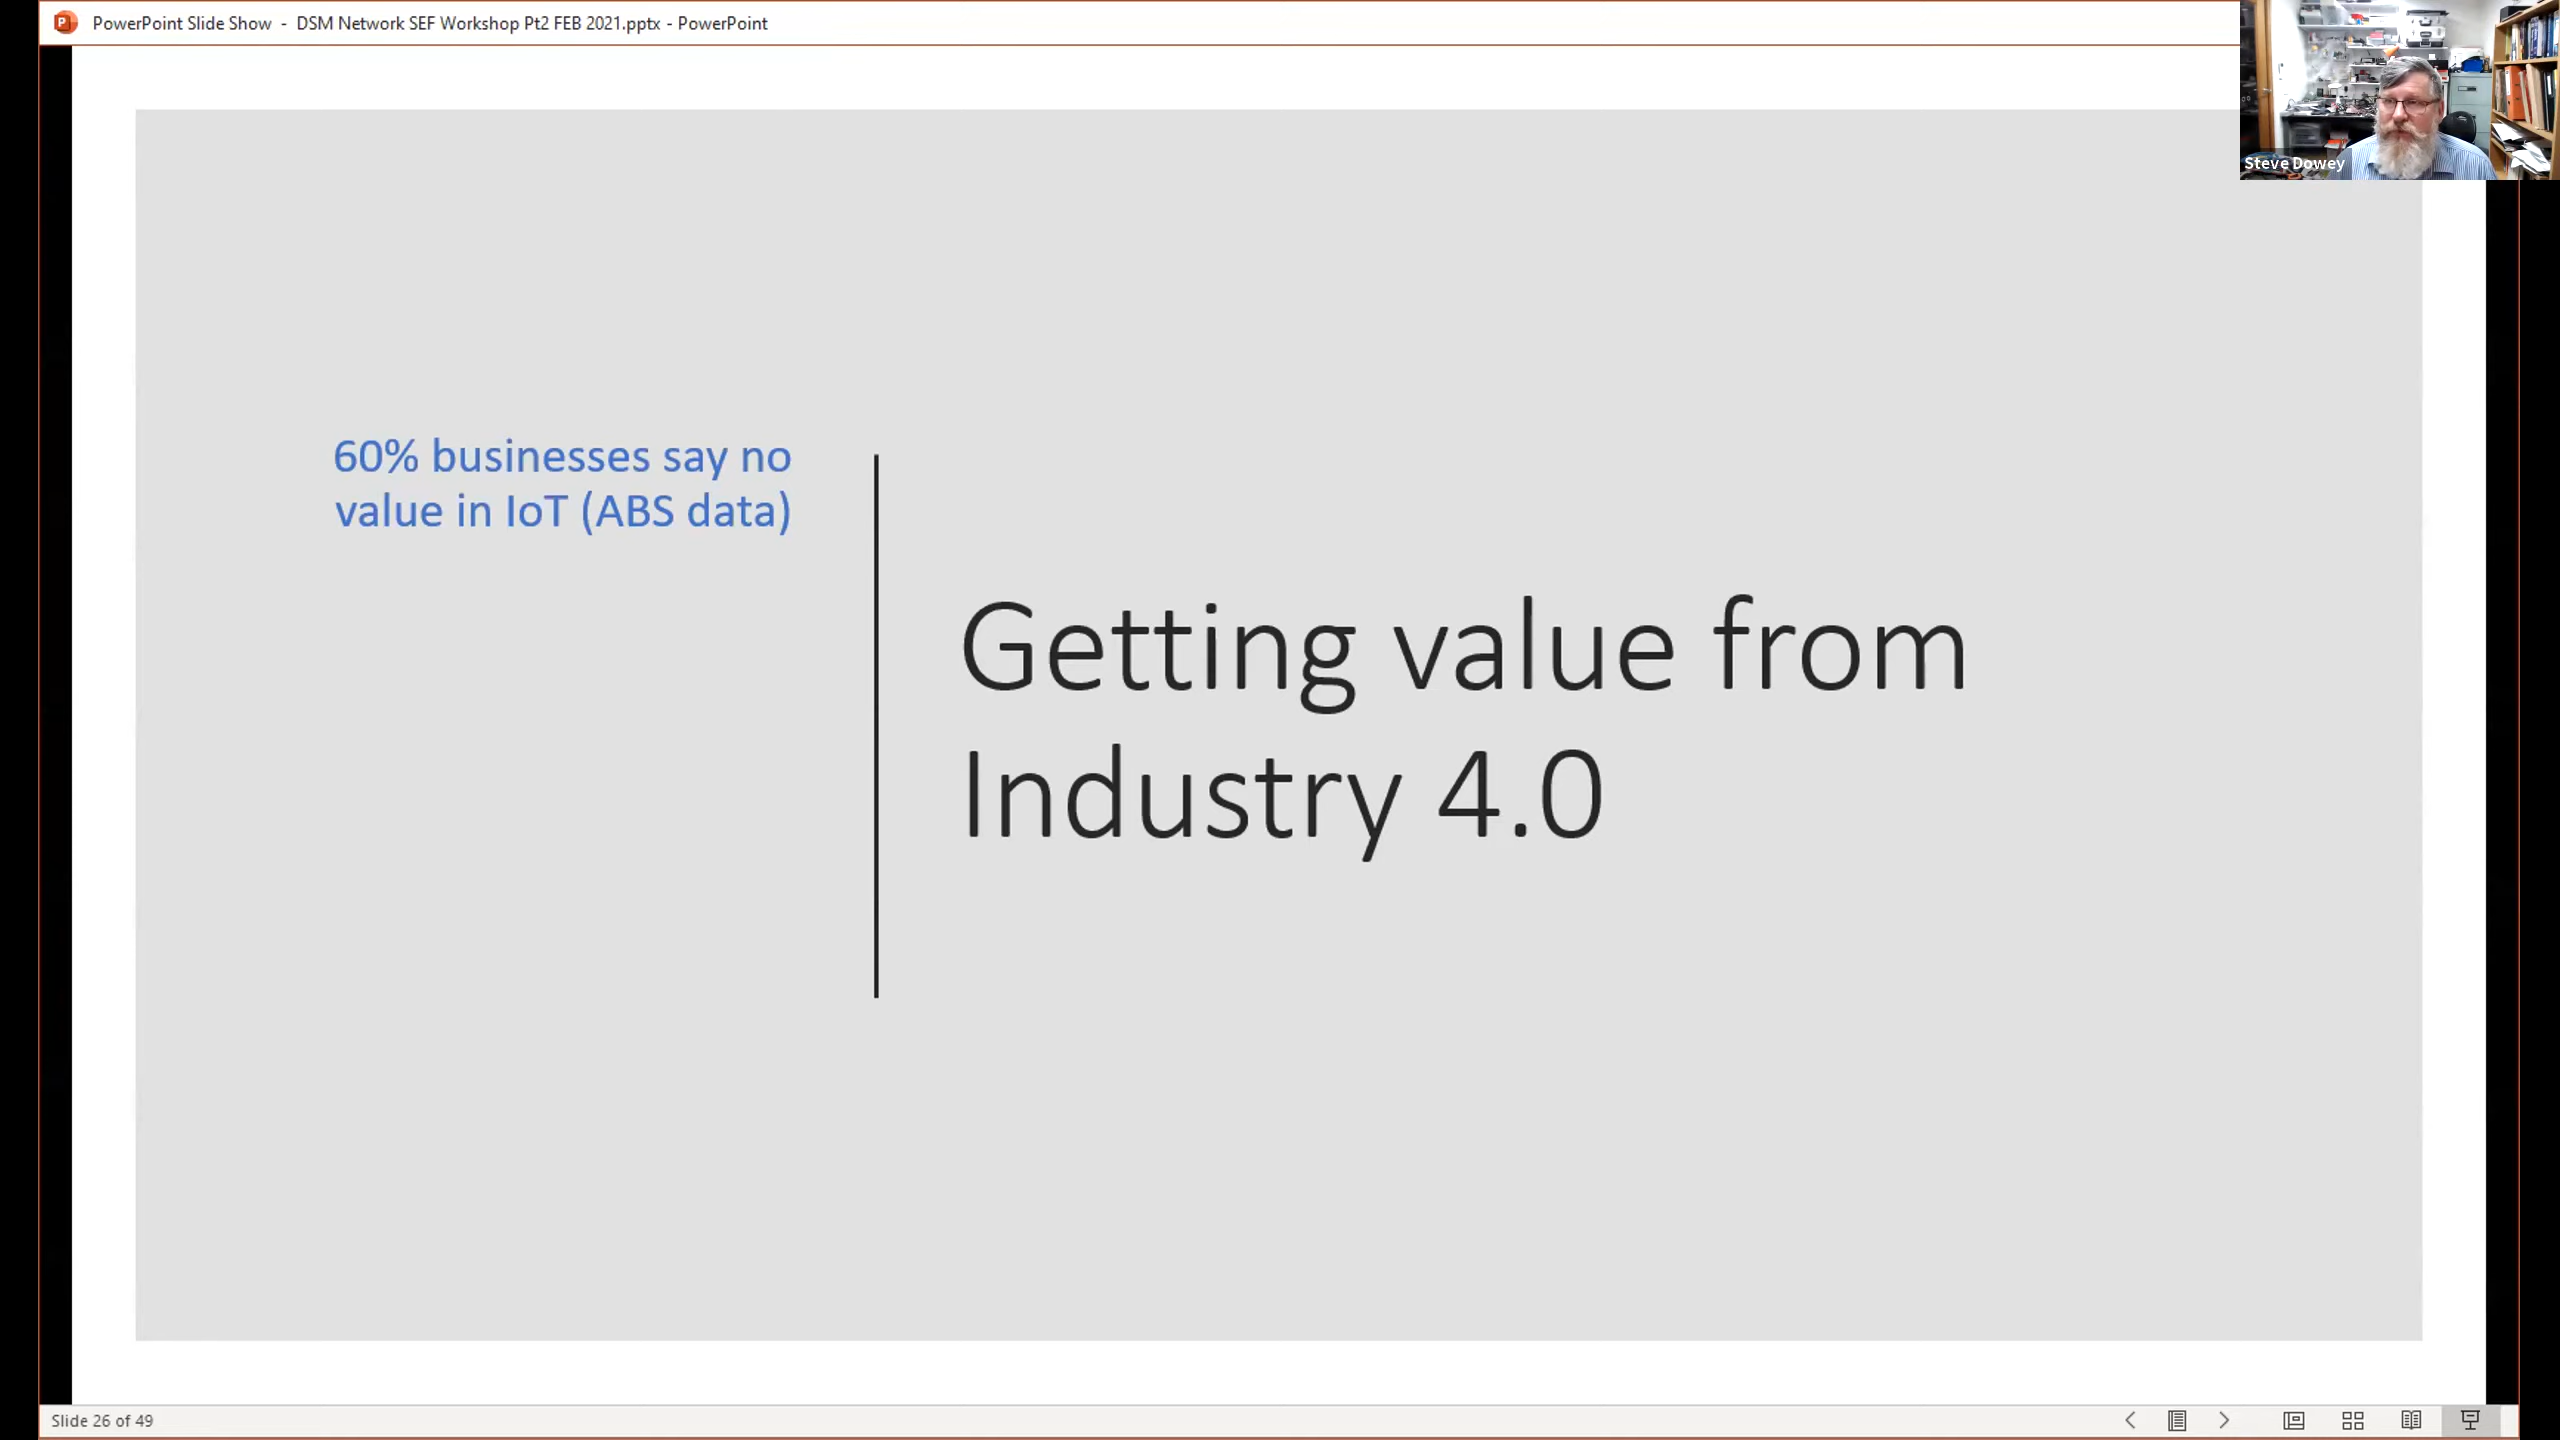 PowerPoint Slide Show - DSM Network SEF Workshop Pt2 FEB 2021.pptx - PowerPoint
Steve Dowey
60% businesses say no
value in IoT (ABS data)
Getting value from
Industry 4.0
Slide 26 of 49